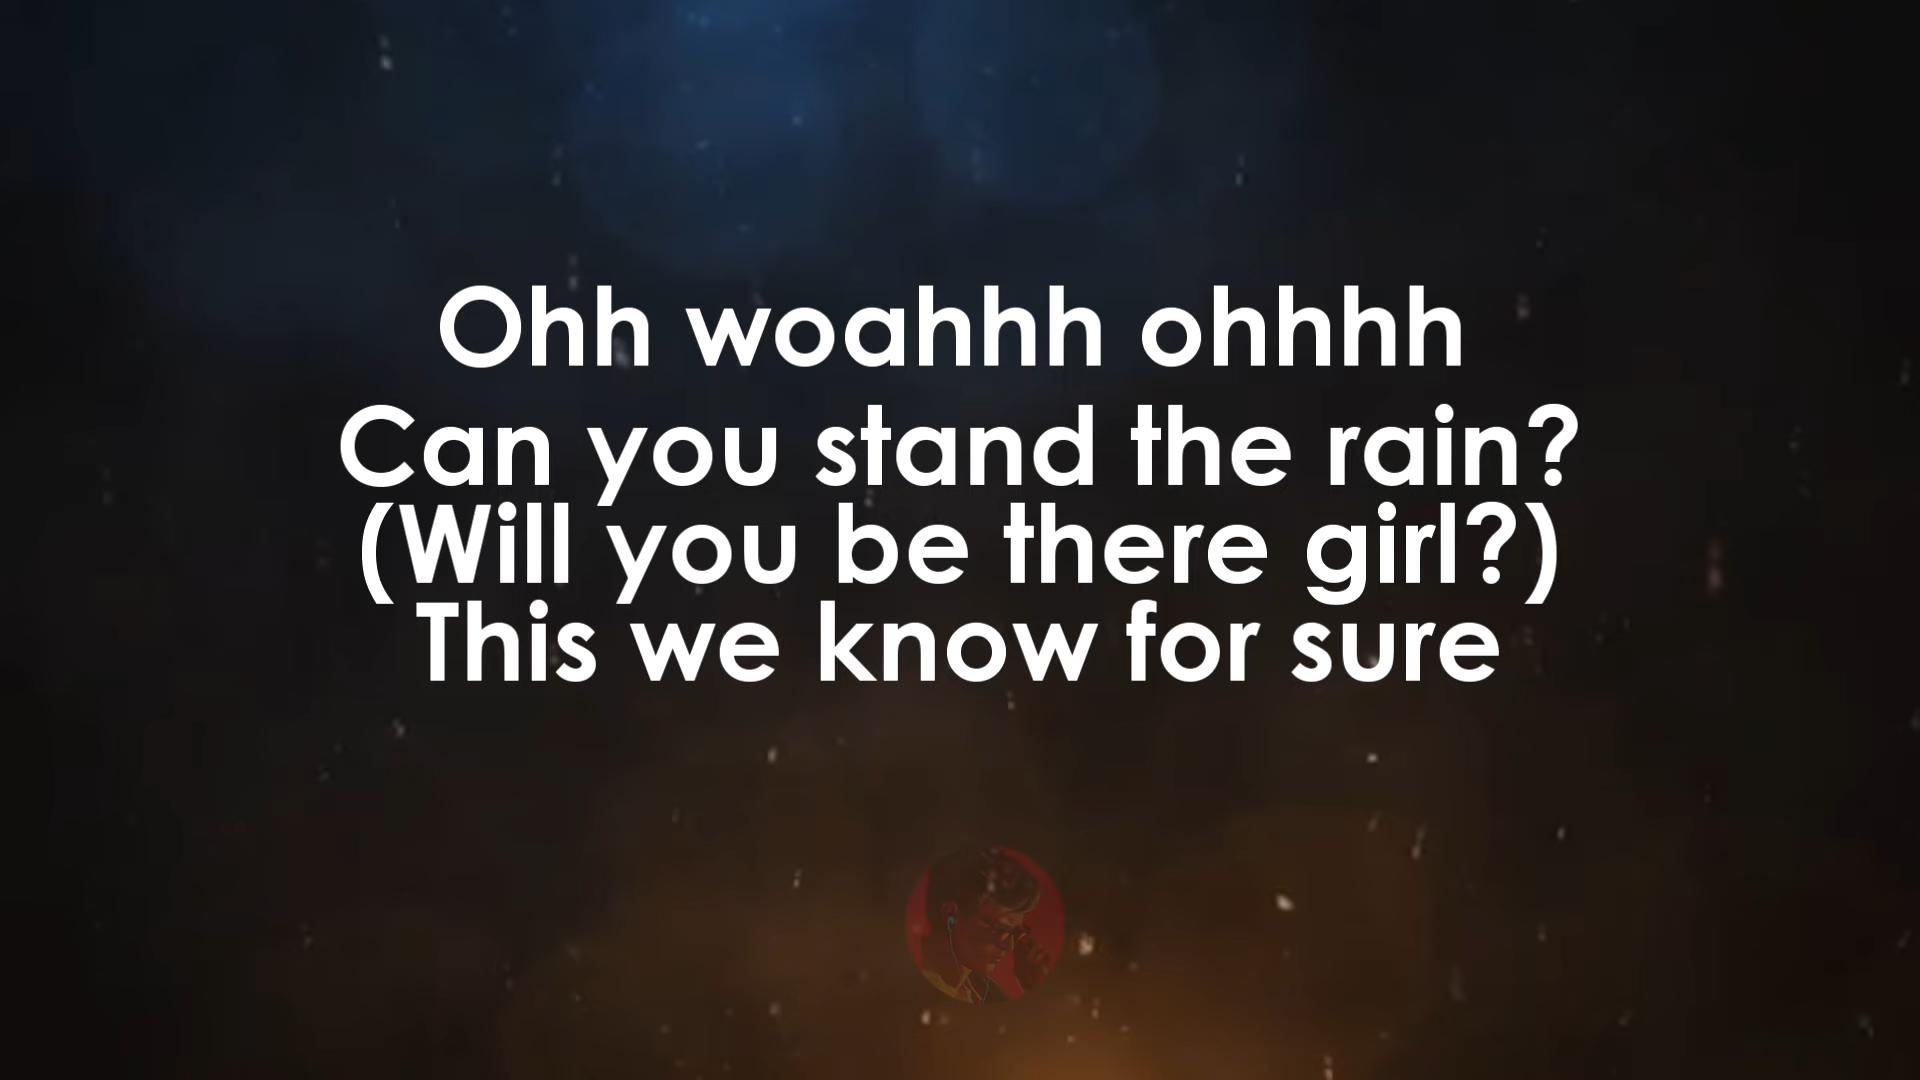 Ohh woahhh ohhhh
Can you stand the rain?
(Will you be there girl?)
This we know for sure